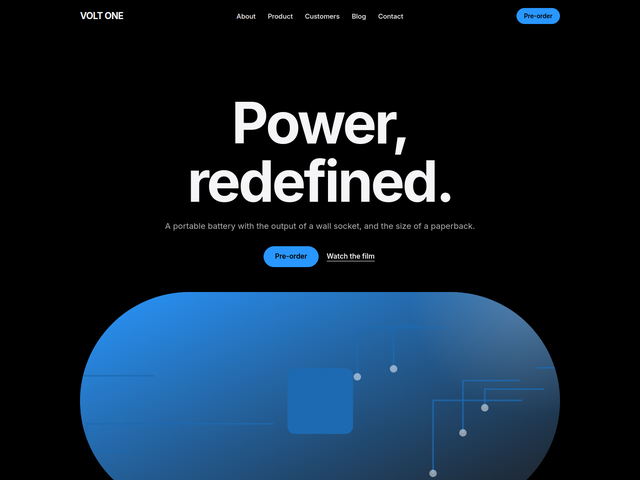 VOLT ONE
About Product Customers Blog Contact
Pre-order
Power,
redefined.
A portable battery with the output of a wall socket, and the size of a paperback.
Pre-order Watch the film